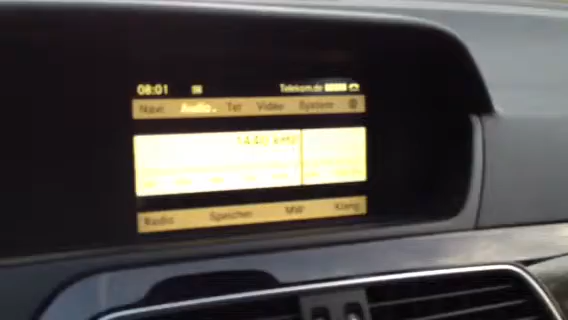 08:01 Telekom.de
Navi Audio Tel Video System
1440 kHz
Radio Speicher MW Klang